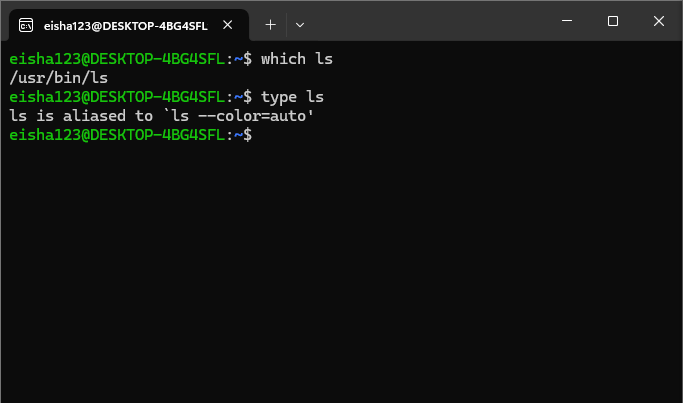 eisha123@DESKTOP-4BG4SFL
eisha123@DESKTOP-4BG4SFL:~$ which ls
/usr/bin/ls
eisha123@DESKTOP-4BG4SFL:~$ type ls
ls is aliased to `ls --color=auto'
eisha123@DESKTOP-4BG4SFL:~$